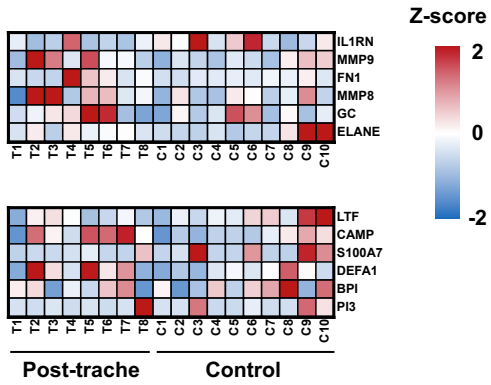 Z-score
IL1RN
MMP9
FN1
MMP8
GC
ELANE
2
0
-2
T1 T2 T3 T4 T5 T6 T7 T8 C1 C2 C3 C4 C5 C6 C7 C8 C9 C10
LTF
CAMP
S100A7
DEFA1
BPI
PI3
T1 T2 T3 T4 T5 T6 T7 T8 C1 C2 C3 C4 C5 C6 C7 C8 C9 C10
Post-trache Control